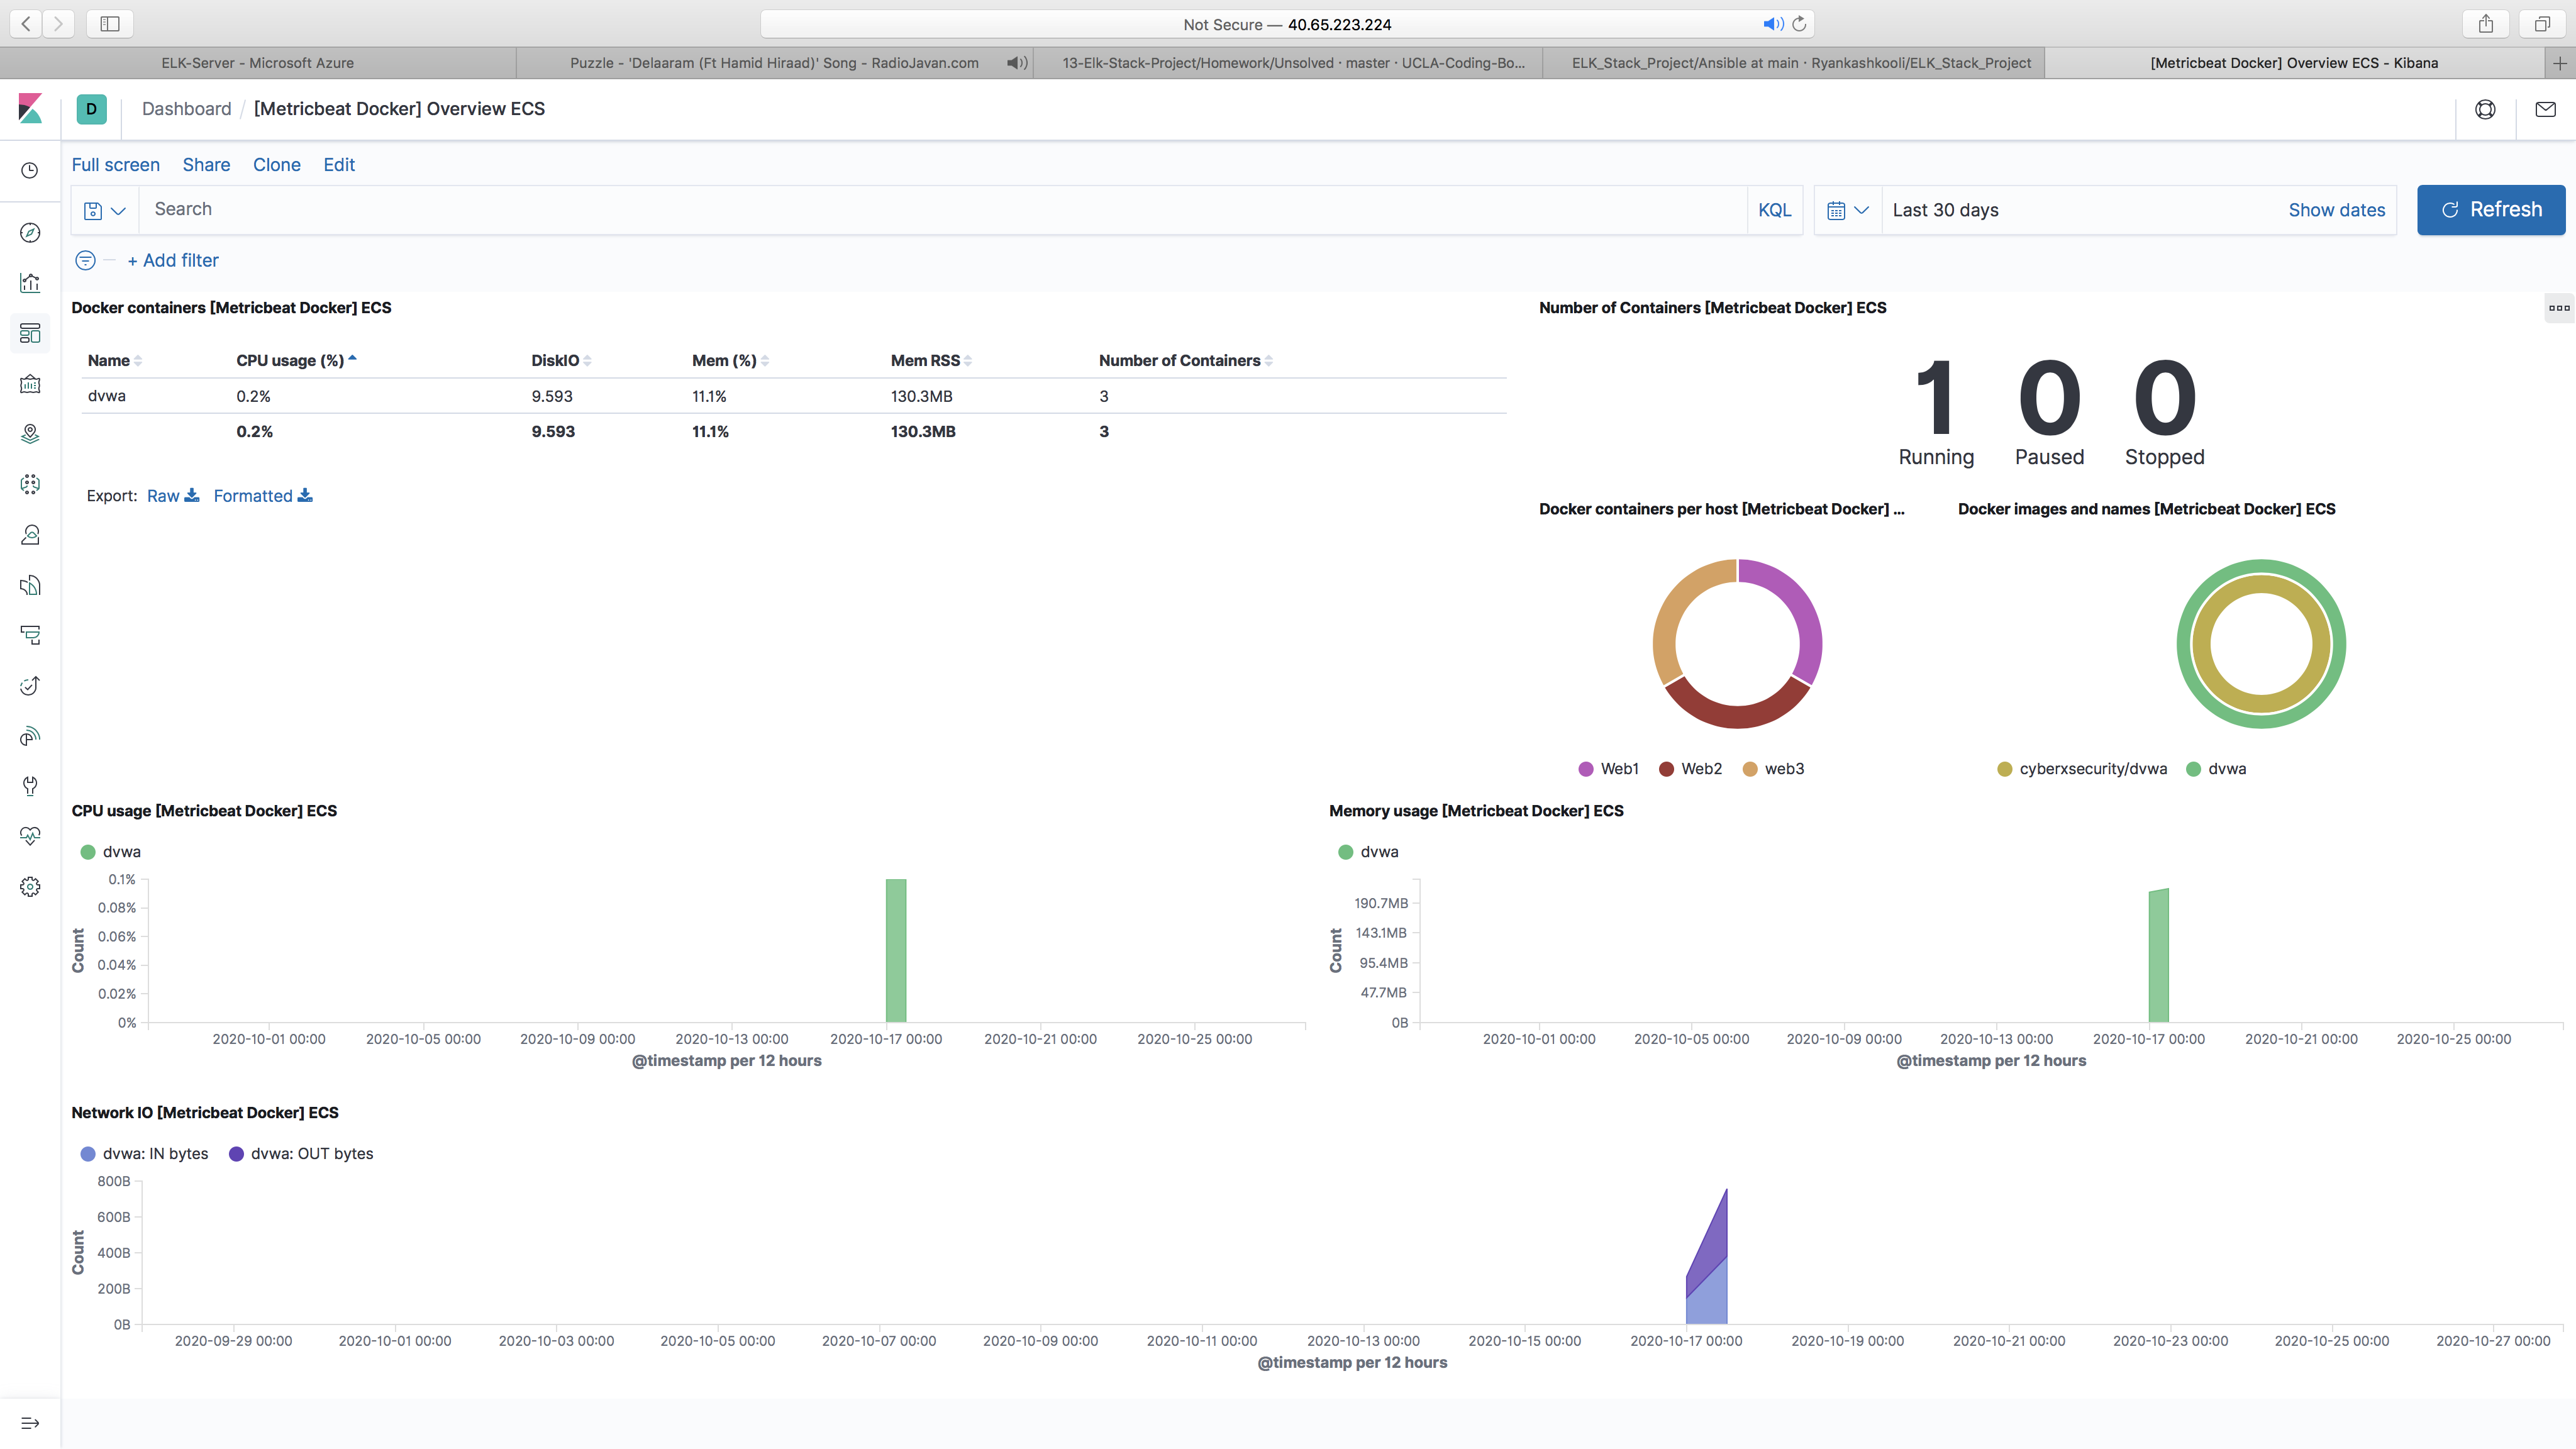 Not Secure — 40.65.223.224
ELK-Server - Microsoft Azure
Puzzle - 'Delaaram (Ft Hamid Hiraad)' Song - RadioJavan.com
13-Elk-Stack-Project/Homework/Unsolved · master · UCLA-Coding-Bo...
ELK_Stack_Project/Ansible at main · Ryankashkooli/ELK_Stack_Project
[Metricbeat Docker] Overview ECS - Kibana
D
Dashboard / [Metricbeat Docker] Overview ECS
Full screen Share Clone Edit
Search
KQL
Last 30 days
Show dates
Refresh
+ Add filter
Docker containers [Metricbeat Docker] ECS
Name CPU usage (%) DiskIO Mem (%) Mem RSS Number of Containers
dvwa 0.2% 9.593 11.1% 130.3MB 3
0.2% 9.593 11.1% 130.3MB 3
Export: Raw Formatted
Number of Containers [Metricbeat Docker] ECS
1 0 0
Running Paused Stopped
Docker containers per host [Metricbeat Docker] ...
Web1 Web2 web3
Docker images and names [Metricbeat Docker] ECS
cyberxsecurity/dvwa dvwa
CPU usage [Metricbeat Docker] ECS
dvwa
0.1%
0.08%
0.06%
0.04%
0.02%
0%
Count
2020-10-01 00:00 2020-10-05 00:00 2020-10-09 00:00 2020-10-13 00:00 2020-10-17 00:00 2020-10-21 00:00 2020-10-25 00:00
@timestamp per 12 hours
Memory usage [Metricbeat Docker] ECS
dvwa
190.7MB
143.1MB
95.4MB
47.7MB
0B
Count
2020-10-01 00:00 2020-10-05 00:00 2020-10-09 00:00 2020-10-13 00:00 2020-10-17 00:00 2020-10-21 00:00 2020-10-25 00:00
@timestamp per 12 hours
Network IO [Metricbeat Docker] ECS
dvwa: IN bytes dvwa: OUT bytes
800B
600B
400B
200B
0B
Count
2020-09-29 00:00 2020-10-01 00:00 2020-10-03 00:00 2020-10-05 00:00 2020-10-07 00:00 2020-10-09 00:00 2020-10-11 00:00 2020-10-13 00:00 2020-10-15 00:00 2020-10-17 00:00 2020-10-19 00:00 2020-10-21 00:00 2020-10-23 00:00 2020-10-25 00:00 2020-10-27 00:00
@timestamp per 12 hours